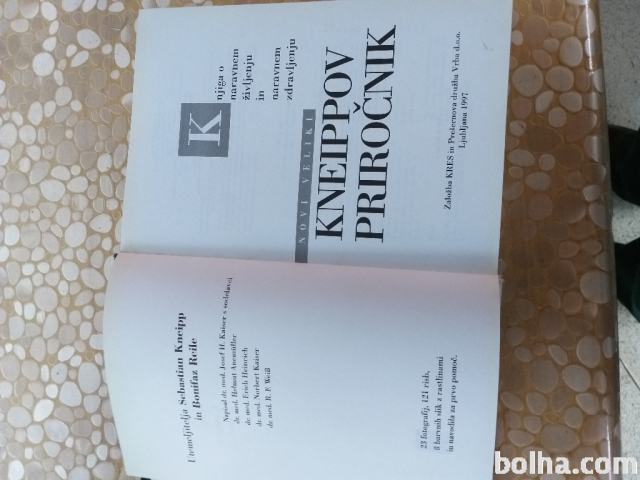 Utemeljitelja Sebastian Kneipp
in Bonifaz Reile
Napisal dr. med. Josef H. Kaiser s sodelavci
dr. med. Helmut Anemüller
dr. med. Erich Heinrich
dr. med. Norbert Kaiser
dr. med. R. F. Weiß
23 fotografij, 121 risb,
8 barvnih slik z rastlinami
in navodila za prvo pomoč.
Knjiga o
naravnem
življenju
in
naravnem
zdravljenju
NOVI VELIKI
KNEIPPOV
PRIROČNIK
Založba KRES in Prešernova družba Vrba d.o.o.
Ljubljana 1997
bolha.com